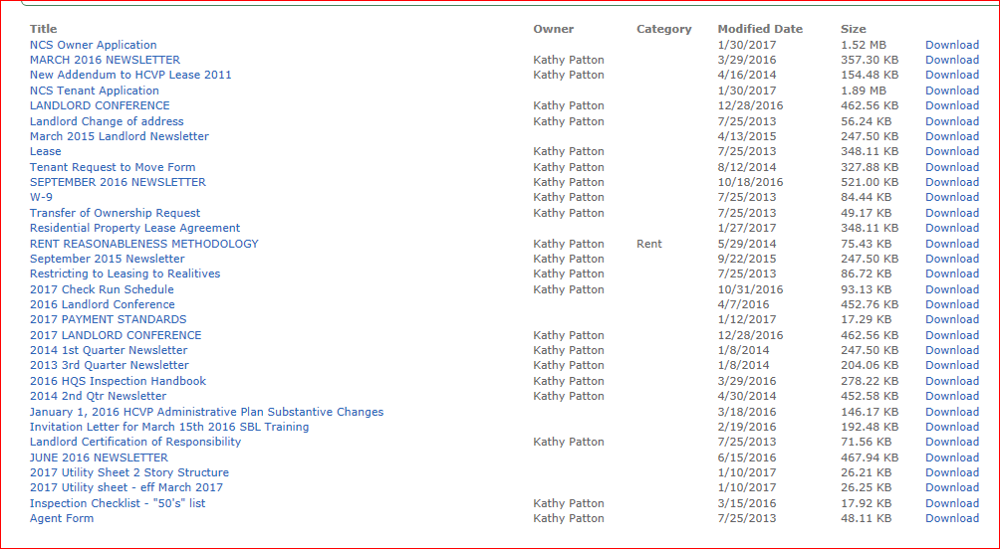 Title Owner Category Modified Date Size
NCS Owner Application 1/30/2017 1.52 MB Download
MARCH 2016 NEWSLETTER Kathy Patton 3/29/2016 357.30 KB Download
New Addendum to HCVP Lease 2011 Kathy Patton 4/16/2014 154.48 KB Download
NCS Tenant Application 1/30/2017 1.89 MB Download
LANDLORD CONFERENCE Kathy Patton 12/28/2016 462.56 KB Download
Landlord Change of address Kathy Patton 7/25/2013 56.24 KB Download
March 2015 Landlord Newsletter 4/13/2015 247.50 KB Download
Lease Kathy Patton 7/25/2013 348.11 KB Download
Tenant Request to Move Form Kathy Patton 8/12/2014 327.88 KB Download
SEPTEMBER 2016 NEWSLETTER Kathy Patton 10/18/2016 521.00 KB Download
W-9 Kathy Patton 7/25/2013 84.44 KB Download
Transfer of Ownership Request Kathy Patton 7/25/2013 49.17 KB Download
Residential Property Lease Agreement 1/27/2017 348.11 KB Download
RENT REASONABLENESS METHODOLOGY Kathy Patton Rent 5/29/2014 75.43 KB Download
September 2015 Newsletter Kathy Patton 9/22/2015 247.50 KB Download
Restricting to Leasing to Realitives Kathy Patton 7/25/2013 86.72 KB Download
2017 Check Run Schedule Kathy Patton 10/31/2016 93.13 KB Download
2016 Landlord Conference 4/7/2016 452.76 KB Download
2017 PAYMENT STANDARDS 1/12/2017 17.29 KB Download
2017 LANDLORD CONFERENCE Kathy Patton 12/28/2016 462.56 KB Download
2014 1st Quarter Newsletter Kathy Patton 1/8/2014 247.50 KB Download
2013 3rd Quarter Newsletter Kathy Patton 1/8/2014 204.06 KB Download
2016 HQS Inspection Handbook Kathy Patton 3/29/2016 278.22 KB Download
2014 2nd Qtr Newsletter Kathy Patton 4/30/2014 452.58 KB Download
January 1, 2016 HCVP Administrative Plan Substantive Changes 3/18/2016 146.17 KB Download
Invitation Letter for March 15th 2016 SBL Training 2/19/2016 192.48 KB Download
Landlord Certification of Responsibility Kathy Patton 7/25/2013 71.56 KB Download
JUNE 2016 NEWSLETTER 6/15/2016 467.94 KB Download
2017 Utility Sheet 2 Story Structure 1/10/2017 26.21 KB Download
2017 Utility sheet - eff March 2017 1/10/2017 26.25 KB Download
Inspection Checklist - "50's" list Kathy Patton 3/15/2016 17.92 KB Download
Agent Form Kathy Patton 7/25/2013 48.11 KB Download